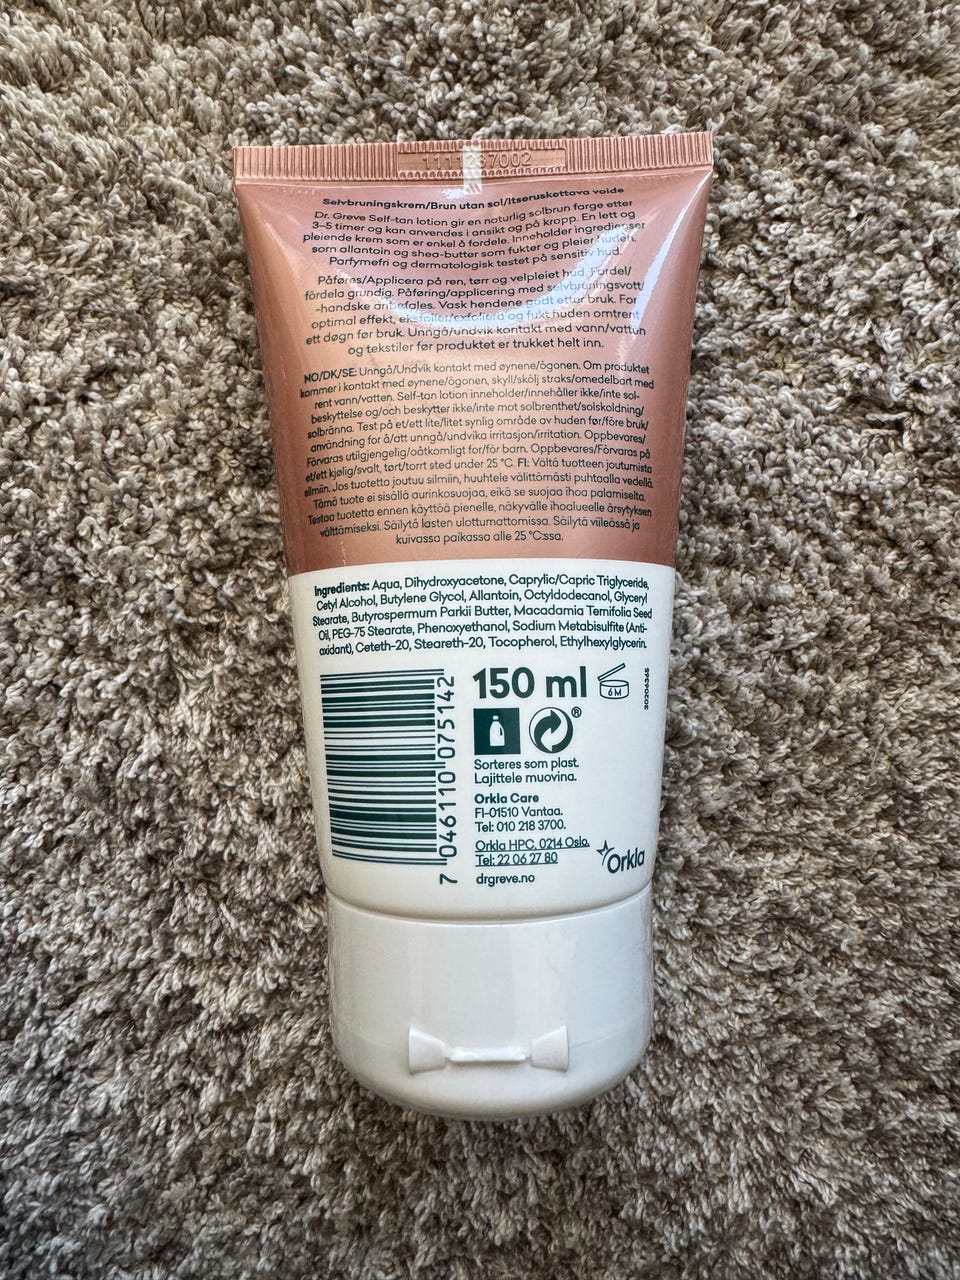 1111 37002
Selvbruningskrem/Brun utan sol/Itseruskettava voide
Dr. Greve Self-tan lotion gir en naturlig solbrun farge etter
3–5 timer og kan anvendes i ansikt og på kropp. En lett og
pleiende krem som er enkel å fordele. Inneholder ingredienser
som allantoin og shea-butter som fukter og pleier huden.
Parfymefri og dermatologisk testet på sensitiv hud.
Påføres/Applicera på ren, tørr og velpleiet hud. Fordel/
fördela grundig. Påføring/applicering med selvbruningsvott/
-handske anbefales. Vask hendene godt etter bruk. For
optimal effekt, eksfolier/exfoliera og fukt huden omtrent
ett døgn før bruk. Unngå/undvik kontakt med vann/vattun
og tekstiler før produktet er trukket helt inn.
NO/DK/SE: Unngå/Undvik kontakt med øynene/ögonen. Om produktet
kommer i kontakt med øynene/ögonen, skyll/skölj straks/omedelbart med
rent vann/vatten. Self-tan lotion inneholder/innehåller ikke/inte sol-
beskyttelse og/och beskytter ikke/inte mot solbrenthet/solskoldning/
solbränna. Test på et/ett lite/litet synlig område av huden før/före bruk/
användning for å/att unngå/undvika irritasjon/irritation. Oppbevares/
Förvaras utilgjengelig/oåtkomligt for/för barn. Oppbevares/Förvaras på
et/ett kjølig/svalt, tørt/torrt sted under 25 °C. FI: Vältä tuotteen joutumista
silmiin. Jos tuotetta joutuu silmiin, huuhtele välittömästi puhtaalla vedellä.
Tämä tuote ei sisällä aurinkosuojaa, eikä se suojaa ihoa palamiselta.
Testaa tuotetta ennen käyttöä pienelle, näkyvälle ihoalueelle ärsytyksen
välttämiseksi. Säilytä lasten ulottumattomissa. Säilytä viileässä ja
kuivassa paikassa alle 25 °C:ssa.
Ingredients: Aqua, Dihydroxyacetone, Caprylic/Capric Triglyceride,
Cetyl Alcohol, Butylene Glycol, Allantoin, Octyldodecanol, Glyceryl
Stearate, Butyrospermum Parkii Butter, Macadamia Ternifolia Seed
Oil, PEG-75 Stearate, Phenoxyethanol, Sodium Metabisulfite (Anti-
oxidant), Ceteth-20, Steareth-20, Tocopherol, Ethylhexylglycerin.
7 046110 075142
150 ml
6M
30206365
®
Sorteres som plast.
Lajittele muovina.
Orkla Care
FI-01510 Vantaa.
Tel: 010 218 3700.
Orkla HPC, 0214 Oslo.
Tel: 22 06 27 80
drgreve.no
Orkla